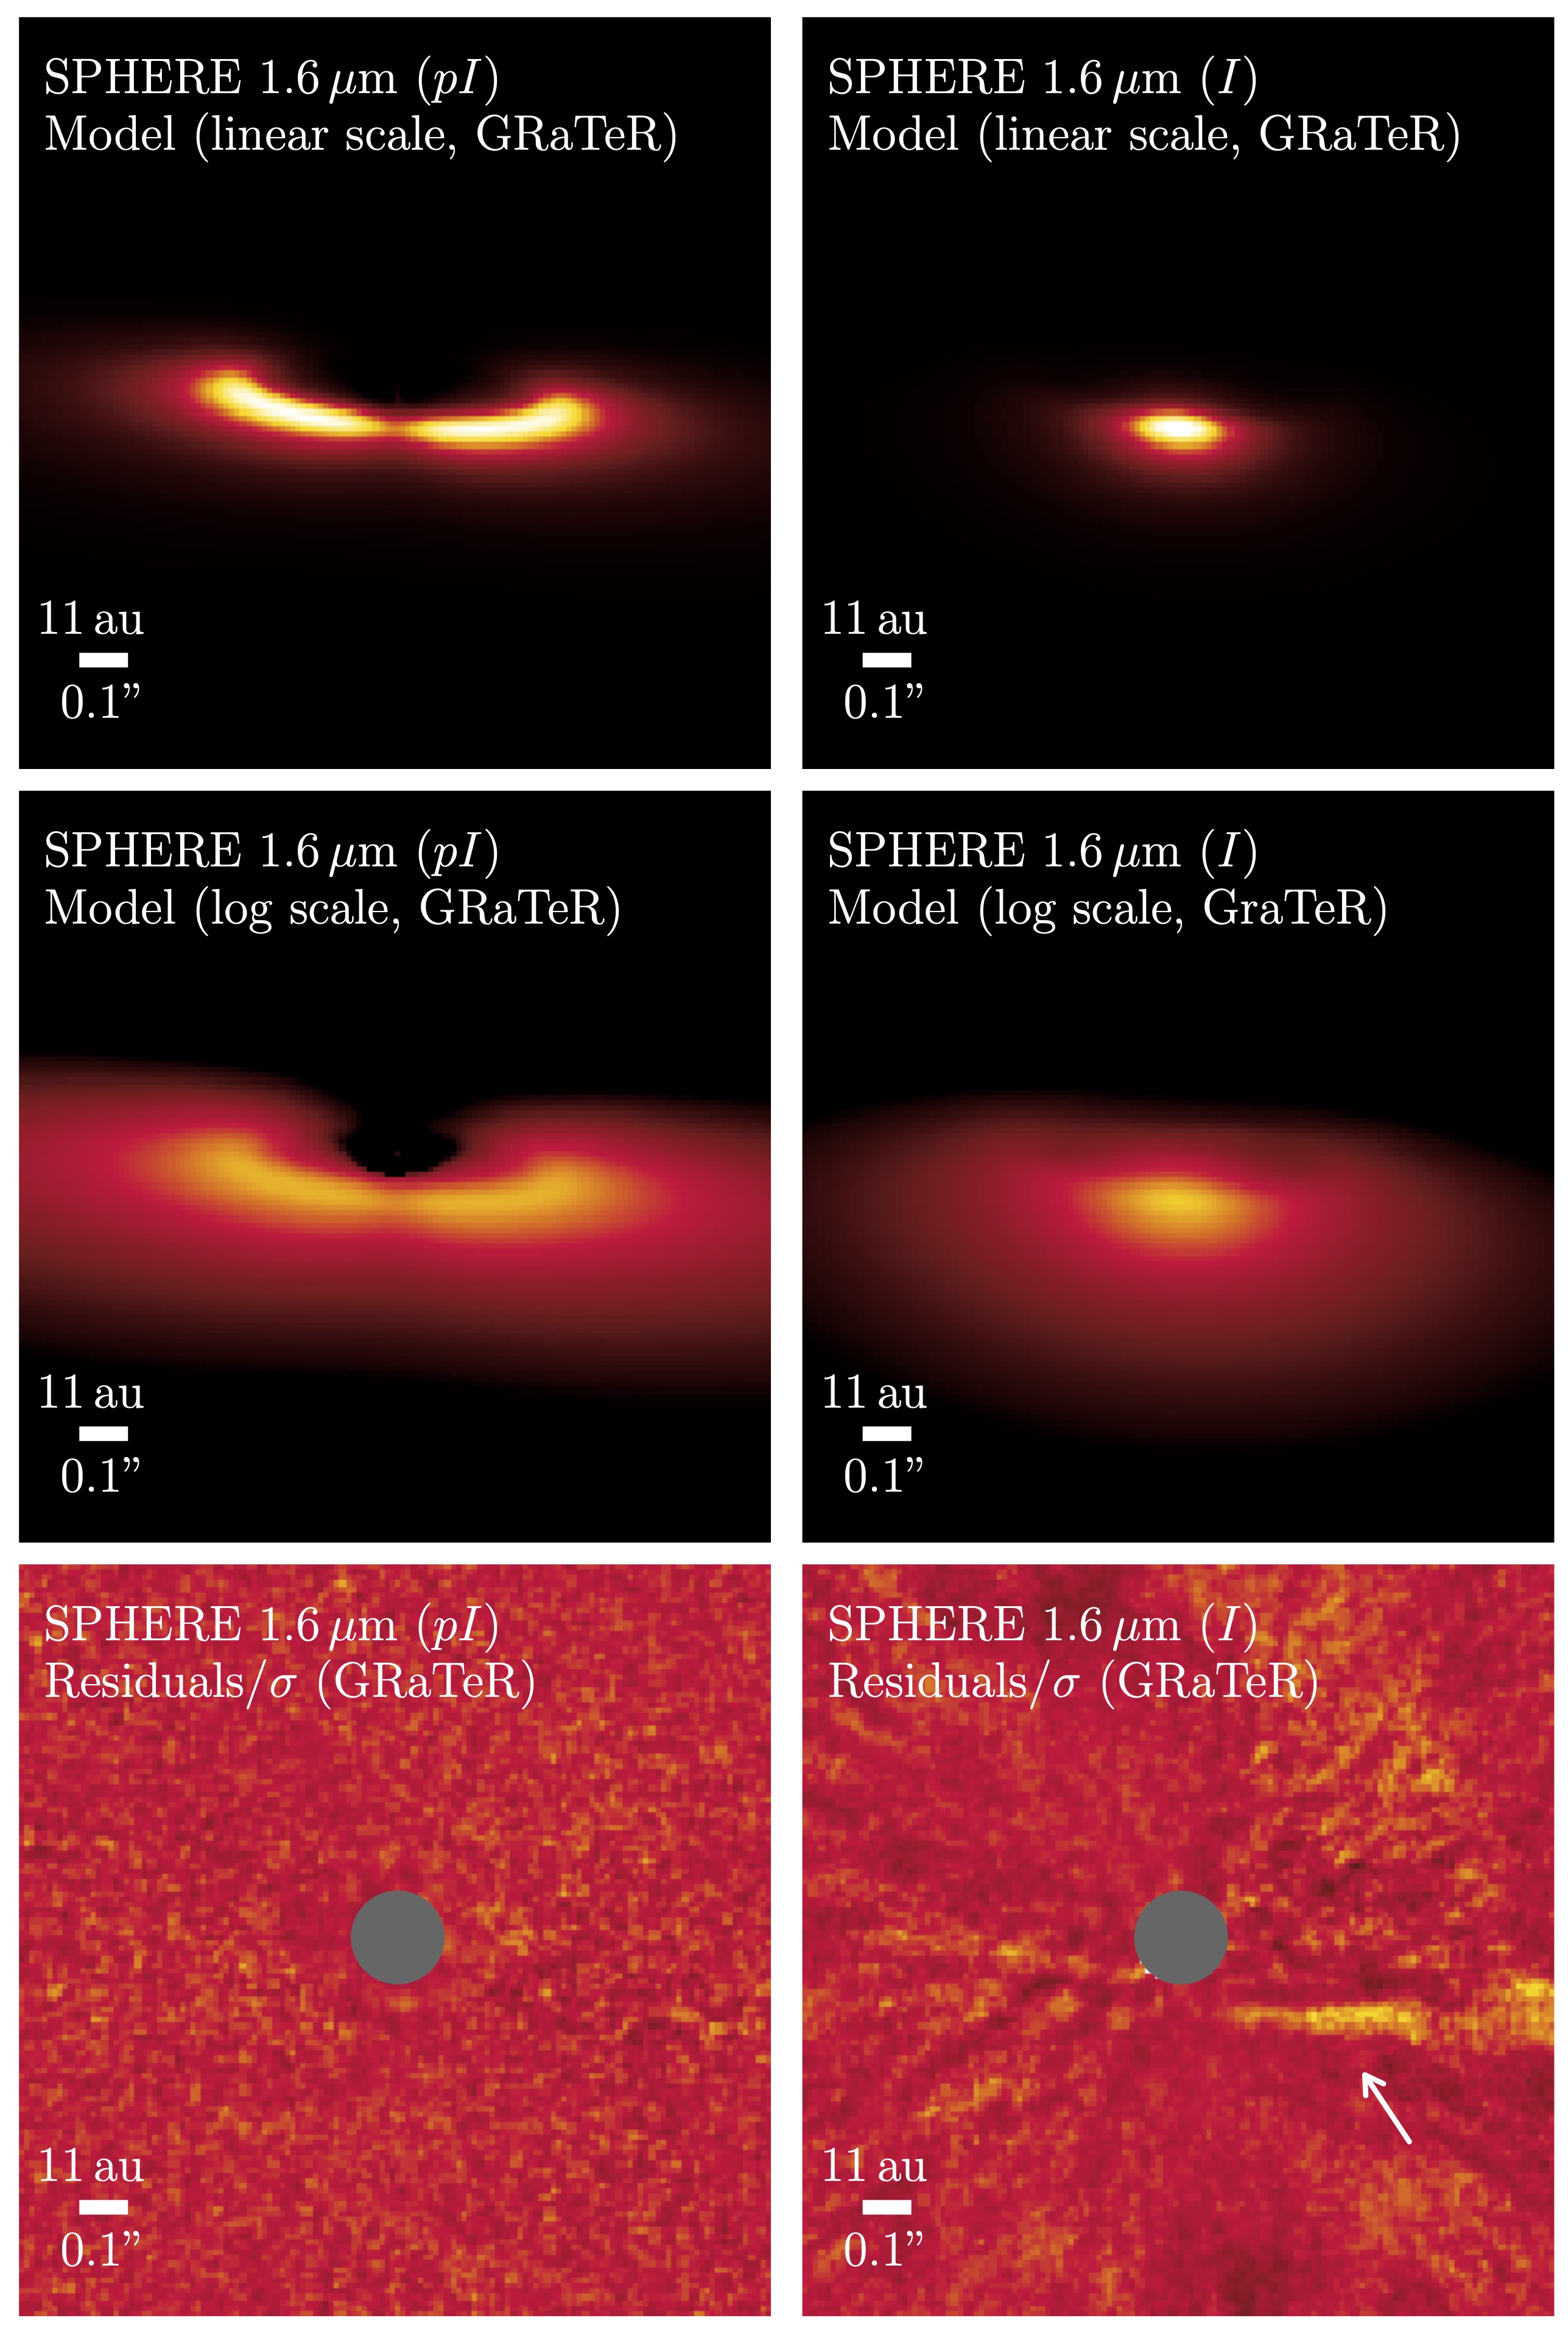 SPHERE 1.6 μm (pI)
Model (linear scale, GRaTeR)
11 au
0.1”
SPHERE 1.6 μm (I)
Model (linear scale, GRaTeR)
11 au
0.1”
SPHERE 1.6 μm (pI)
Model (log scale, GRaTeR)
11 au
0.1”
SPHERE 1.6 μm (I)
Model (log scale, GraTeR)
11 au
0.1”
SPHERE 1.6 μm (pI)
Residuals/σ (GRaTeR)
11 au
0.1”
SPHERE 1.6 μm (I)
Residuals/σ (GRaTeR)
11 au
0.1”